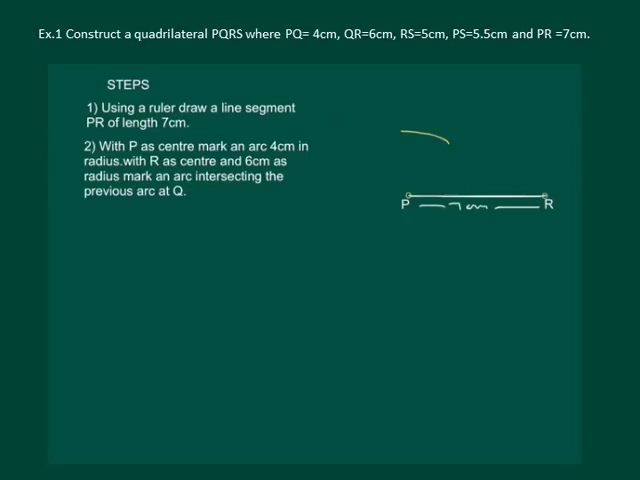 Ex.1 Construct a quadrilateral PQRS where PQ= 4cm, QR=6cm, RS=5cm, PS=5.5cm and PR =7cm.
STEPS
1) Using a ruler draw a line segment
PR of length 7cm.
2) With P as centre mark an arc 4cm in
radius.with R as centre and 6cm as
radius mark an arc intersecting the
previous arc at Q.
P 7 cm R